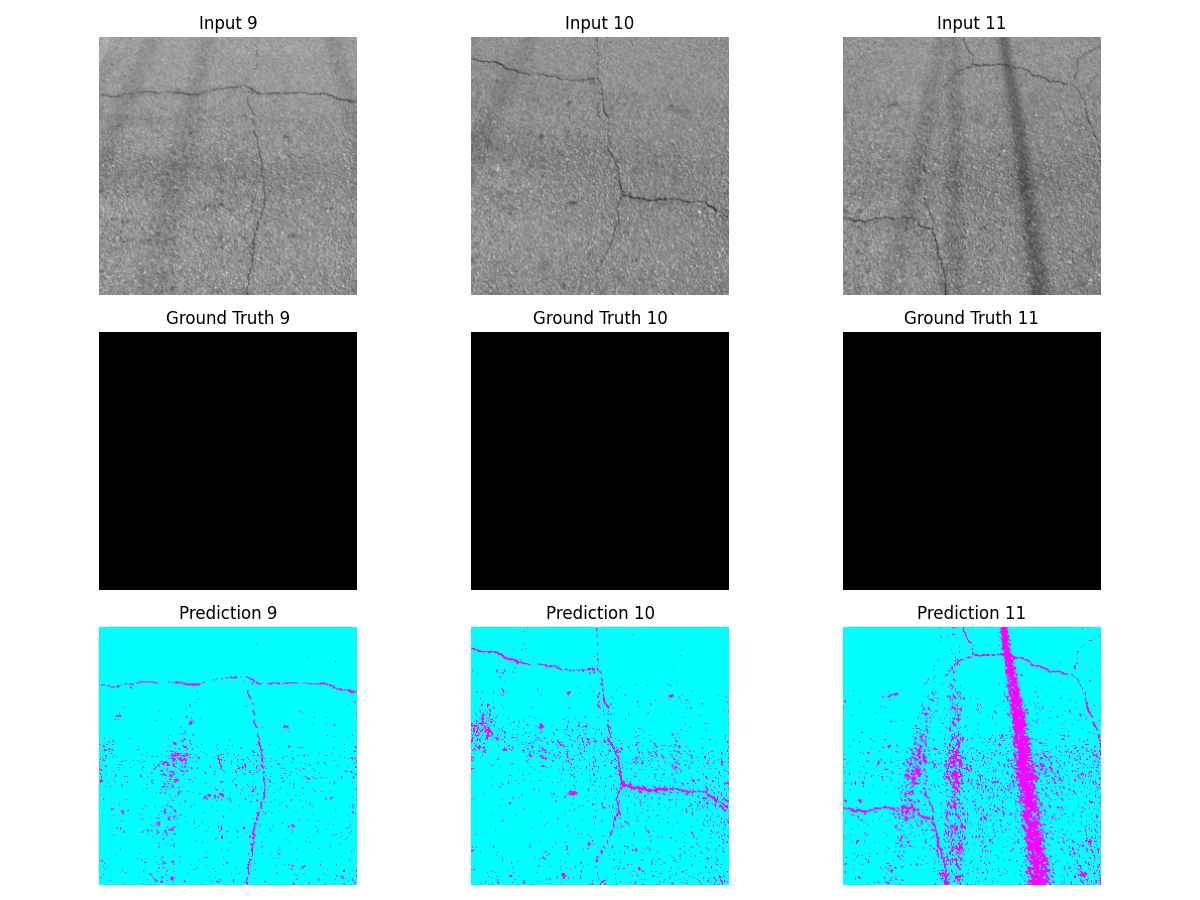 Input 9
Input 10
Input 11
Ground Truth 9
Ground Truth 10
Ground Truth 11
Prediction 9
Prediction 10
Prediction 11